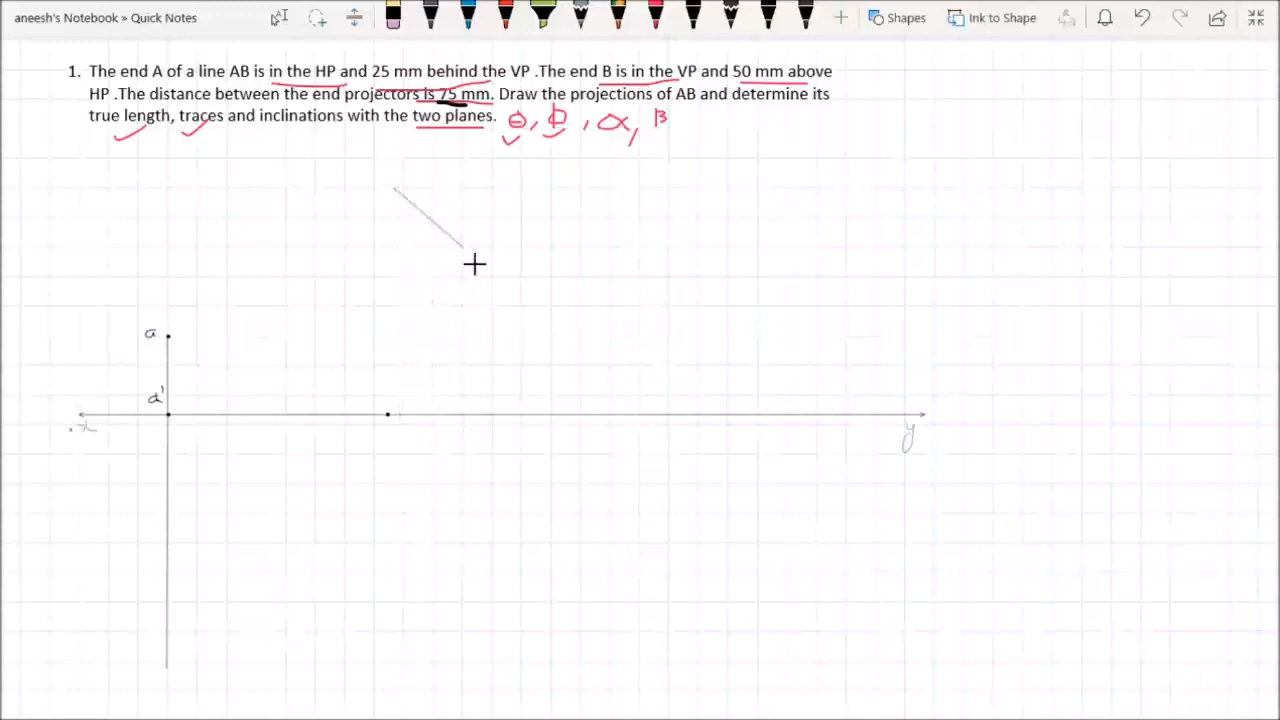 aneesh's Notebook » Quick Notes
Shapes
Ink to Shape
1. The end A of a line AB is in the HP and 25 mm behind the VP .The end B is in the VP and 50 mm above
HP .The distance between the end projectors is 75 mm. Draw the projections of AB and determine its
true length, traces and inclinations with the two planes. θ, Φ, α, β
a
a'
x
y